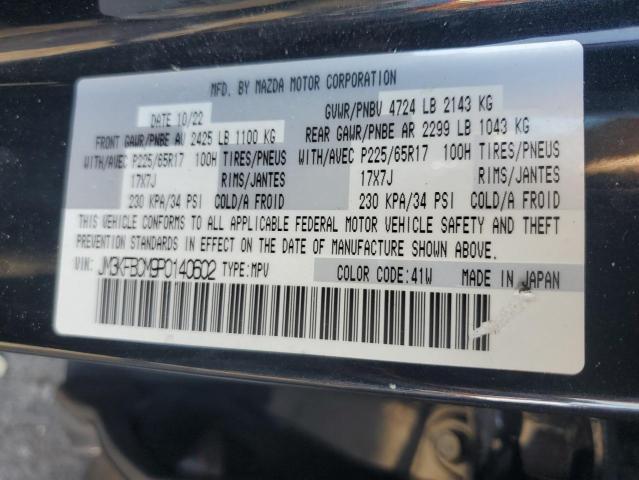 MFD. BY MAZDA MOTOR CORPORATION
DATE 10/22 GVWR/PNBV 4724 LB 2143 KG
FRONT GAWR/PNBE AV 2425 LB 1100 KG REAR GAWR/PNBE AR 2299 LB 1043 KG
WITH/AVEC P225/65R17 100H TIRES/PNEUS WITH/AVEC P225/65R17 100H TIRES/PNEUS
17X7J RIMS/JANTES 17X7J RIMS/JANTES
230 KPA/34 PSI COLD/A FROID 230 KPA/34 PSI COLD/A FROID
THIS VEHICLE CONFORMS TO ALL APPLICABLE FEDERAL MOTOR VEHICLE SAFETY AND THEFT
PREVENTION STANDARDS IN EFFECT ON THE DATE OF MANUFACTURE SHOWN ABOVE.
VIN: JM3KFBCM9P0140602 TYPE:MPV COLOR CODE:41W MADE IN JAPAN